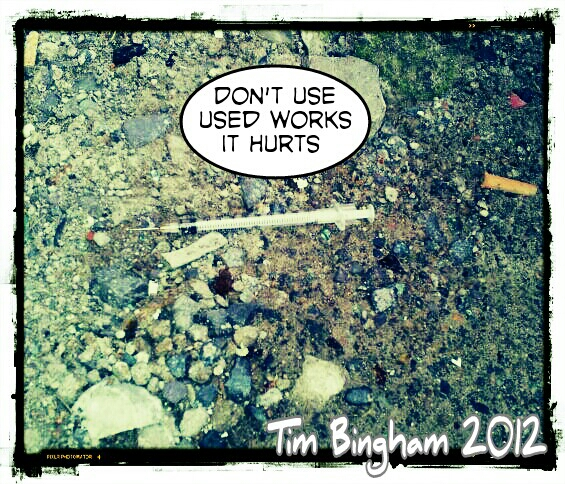 DON'T USE
USED WORKS
IT HURTS
Tim Bingham 2012